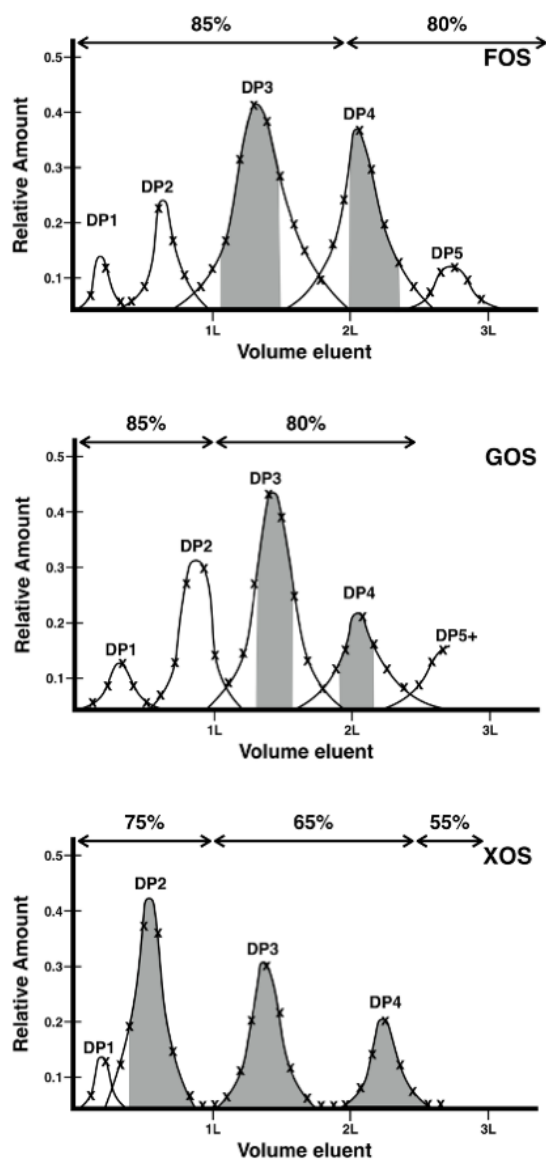 85% 80%
FOS
0.5
DP3
0.4
DP4
0.3
DP2
0.2
DP1
DP5
0.1
Relative Amount
1L 2L 3L
Volume eluent
85% 80%
GOS
0.5
DP3
0.4
DP2
0.3
DP4
0.2
DP1
DP5+
0.1
Relative Amount
1L 2L 3L
Volume eluent
75% 65% 55%
XOS
0.5
DP2
0.4
DP3
0.3
DP4
0.2
DP1
0.1
Relative Amount
1L 2L 3L
Volume eluent